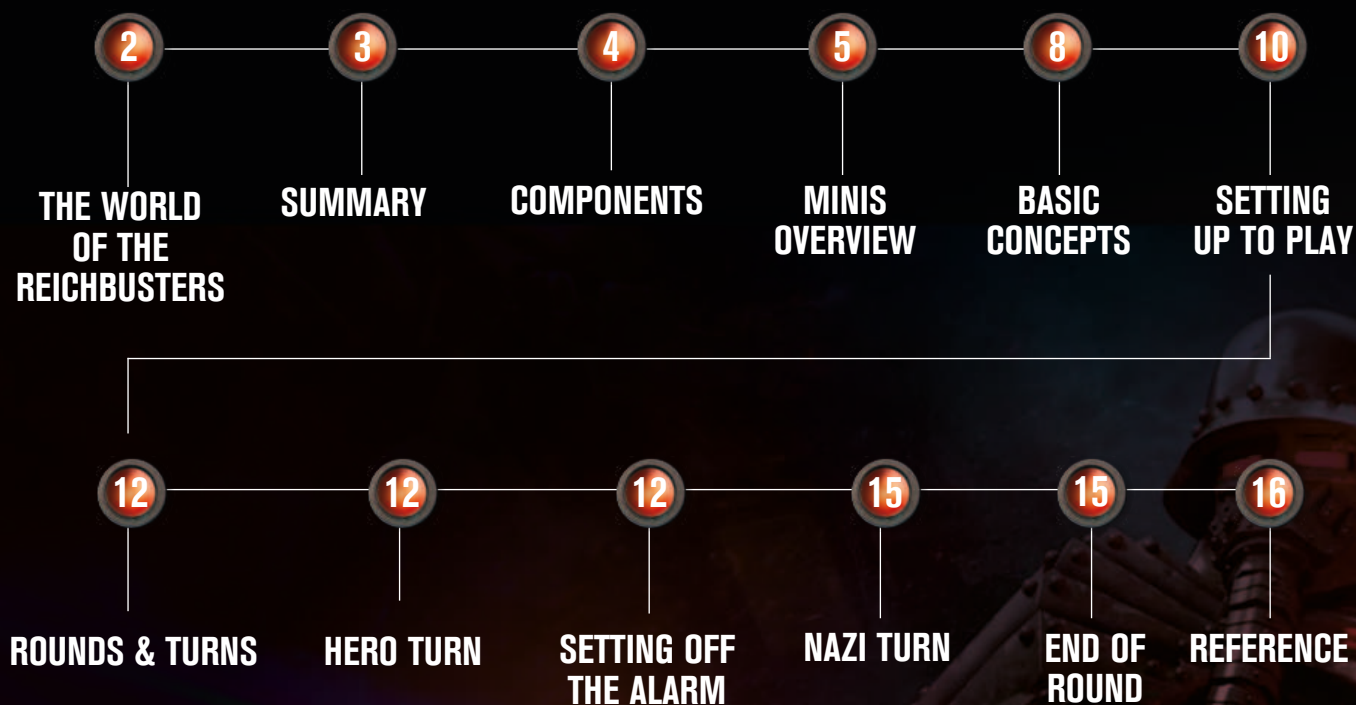 2 3 4 5 8 10
THE WORLD
OF THE
REICHBUSTERS
SUMMARY
COMPONENTS
MINIS
OVERVIEW
BASIC
CONCEPTS
SETTING
UP TO PLAY
12 12 12 15 15 16
ROUNDS & TURNS
HERO TURN
SETTING OFF
THE ALARM
NAZI TURN
END OF
ROUND
REFERENCE